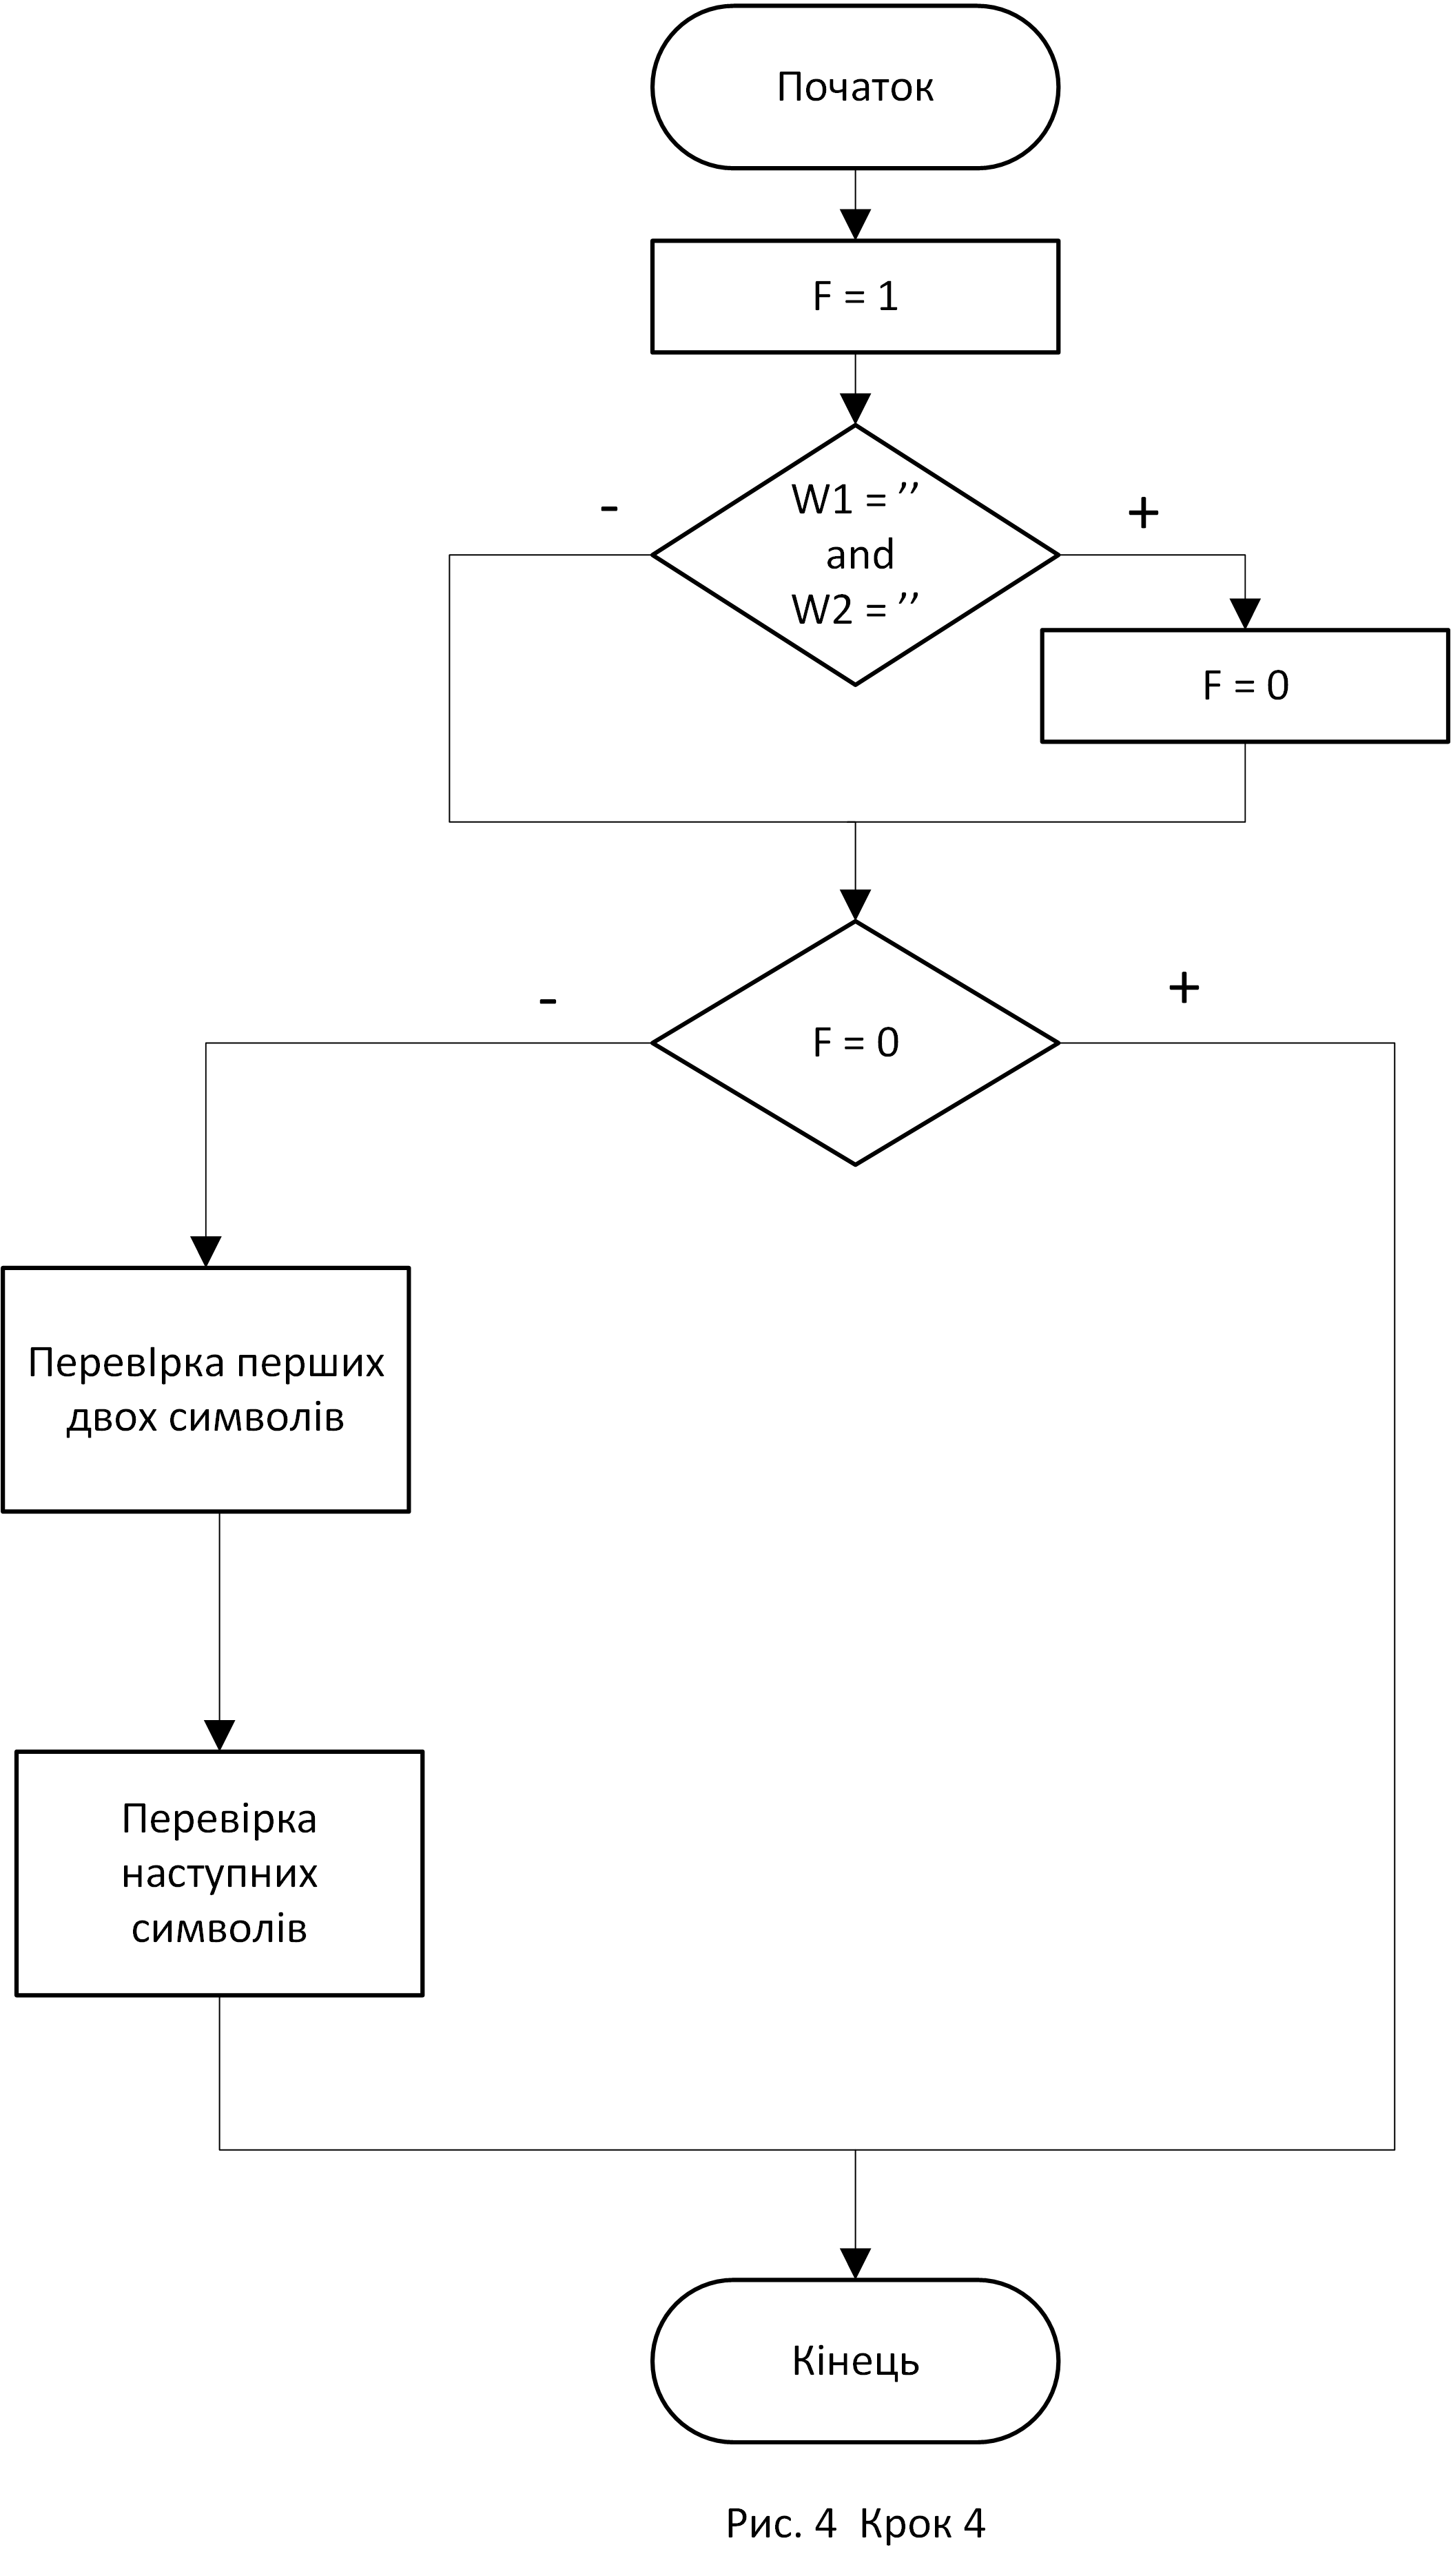 Початок
F = 1
W1 = ’’
and
W2 = ’’
-
+
F = 0
-
+
F = 0
ПеревІрка перших
двох символів
Перевірка
наступних
символів
Кінець
Рис. 4 Крок 4